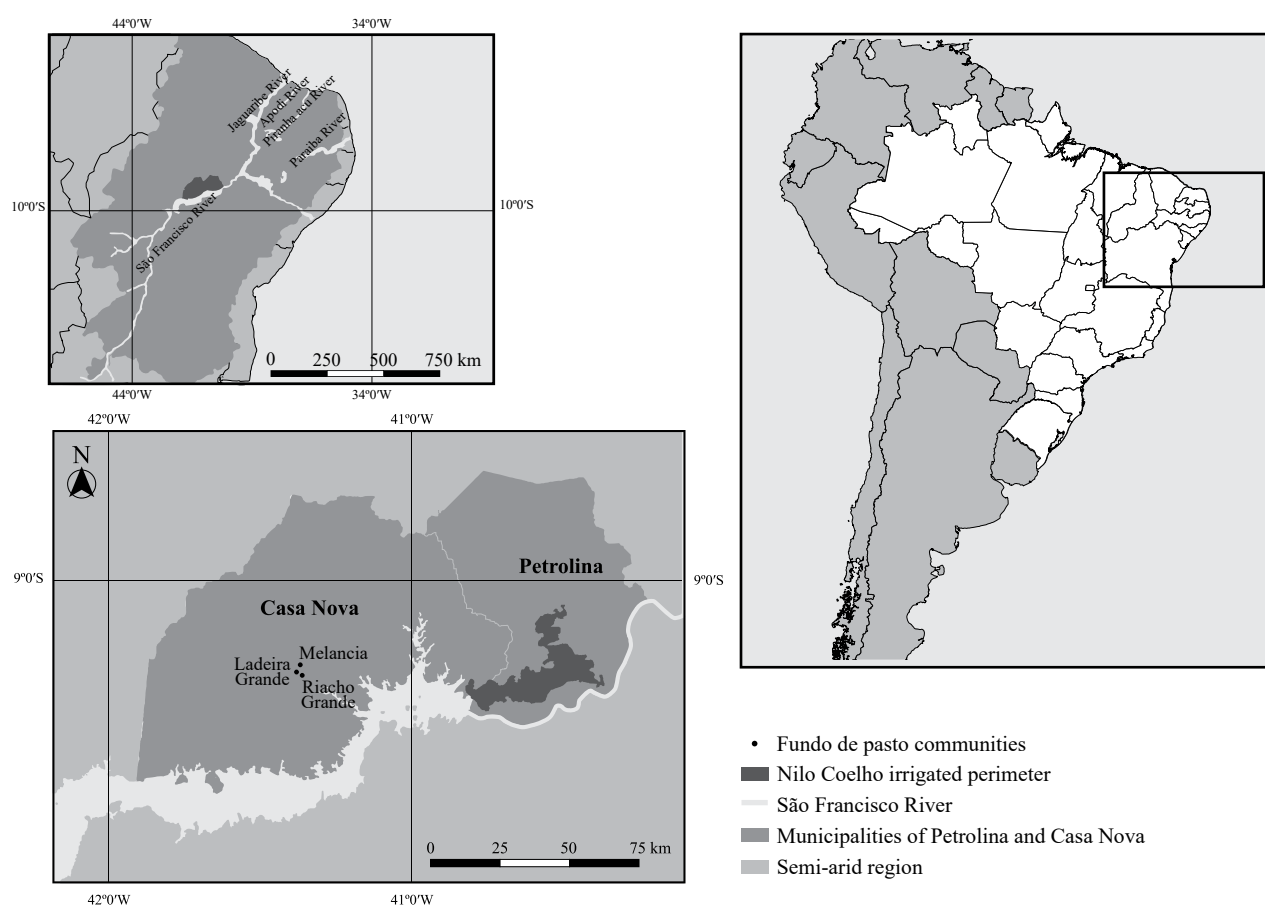 44°0'W
34°0'W
Jaguaribe River
Apodi River
Piranha acu River
Paraiba River
São Francisco River
10°0'S
10°0'S
0
250
500
750 km
44°0'W
34°0'W
42°0'W
41°0'W
N
Petrolina
9°0'S
9°0'S
Casa Nova
Melancia
Ladeira
Grande
Riacho
Grande
0
25
50
75 km
42°0'W
41°0'W
Fundo de pasto communities
Nilo Coelho irrigated perimeter
São Francisco River
Municipalities of Petrolina and Casa Nova
Semi-arid region